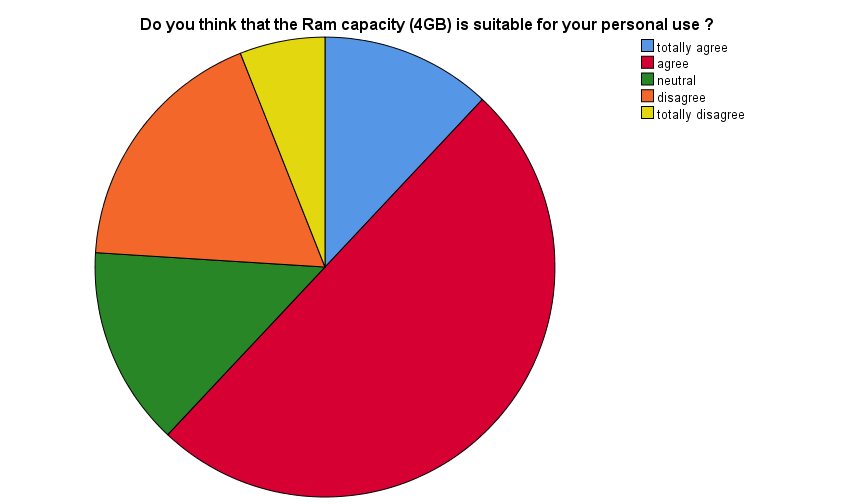 Do you think that the Ram capacity (4GB) is suitable for your personal use ?
totally agree
agree
neutral
disagree
totally disagree